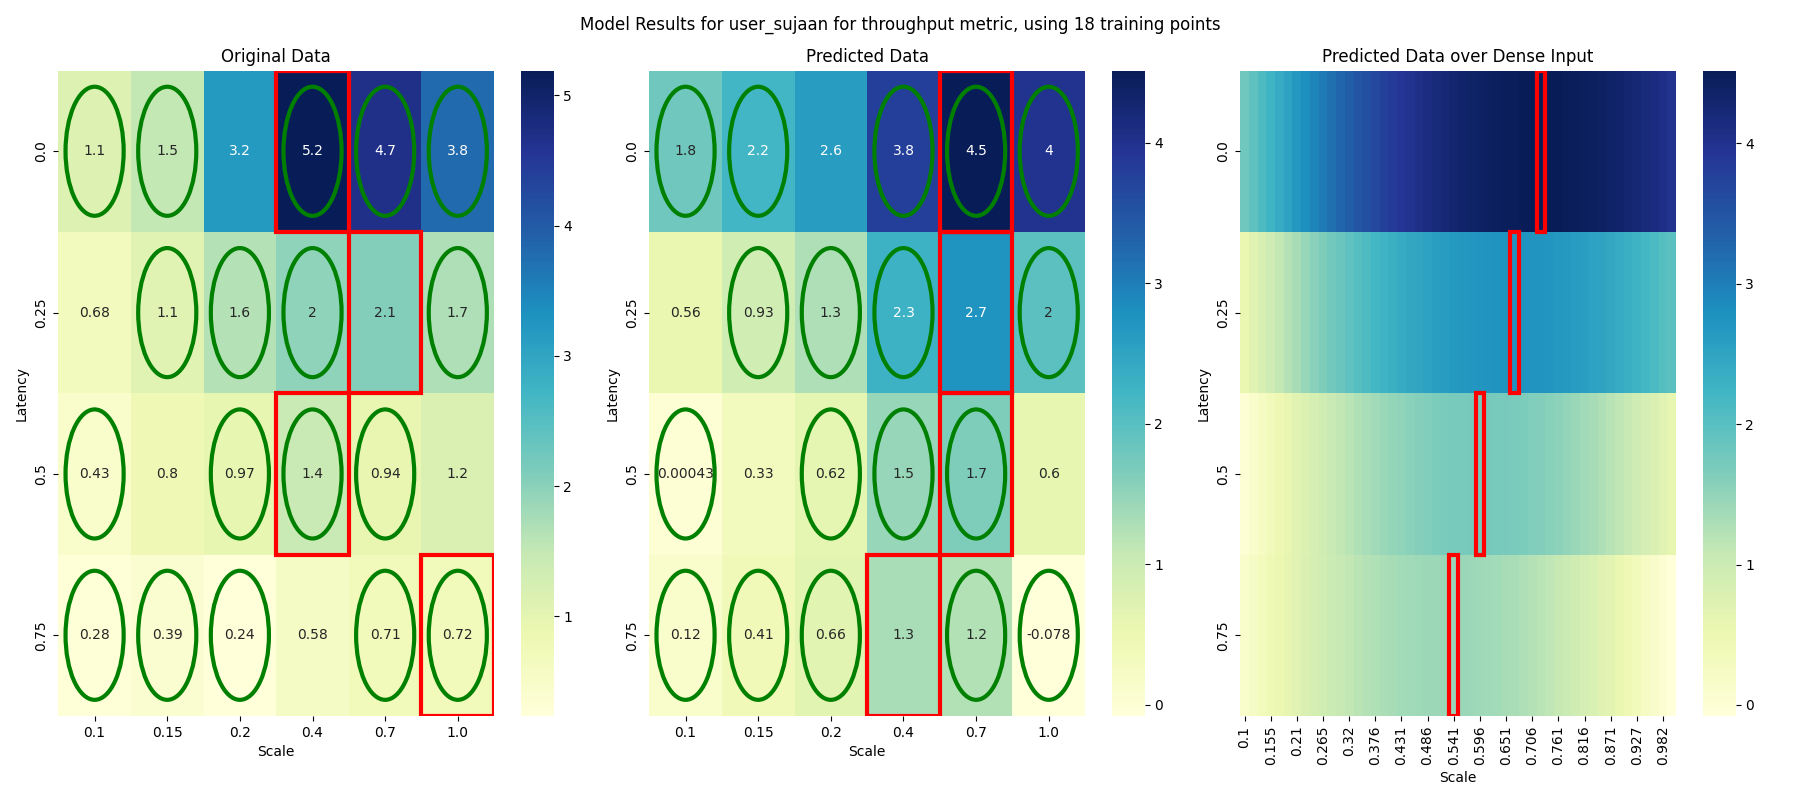 Model Results for user_sujaan for throughput metric, using 18 training points
Original Data
Latency
0.0
1.1 1.5 3.2 5.2 4.7 3.8
0.25
0.68 1.1 1.6 2 2.1 1.7
0.5
0.43 0.8 0.97 1.4 0.94 1.2
0.75
0.28 0.39 0.24 0.58 0.71 0.72
0.1 0.15 0.2 0.4 0.7 1.0
Scale
5
4
3
2
1
Predicted Data
Latency
0.0
1.8 2.2 2.6 3.8 4.5 4
0.25
0.56 0.93 1.3 2.3 2.7 2
0.5
0.00043 0.33 0.62 1.5 1.7 0.6
0.75
0.12 0.41 0.66 1.3 1.2 -0.078
0.1 0.15 0.2 0.4 0.7 1.0
Scale
4
3
2
1
0
Predicted Data over Dense Input
Latency
0.0
0.25
0.5
0.75
0.1 0.155 0.21 0.265 0.32 0.376 0.431 0.486 0.541 0.596 0.651 0.706 0.761 0.816 0.871 0.927 0.982
Scale
4
3
2
1
0